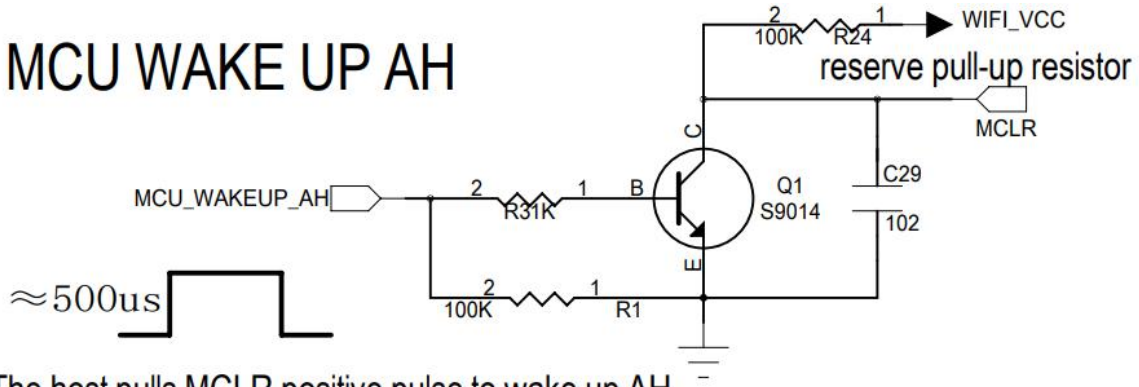 2 1 WIFI_VCC
100K R24
MCU WAKE UP AH
reserve pull-up resistor
C
MCLR
MCU_WAKEUP_AH 2 1 B Q1 C29
R31K S9014
102
E
≈500us
2 1
100K R1
The host pulls MCLR positive pulse to wake up AH